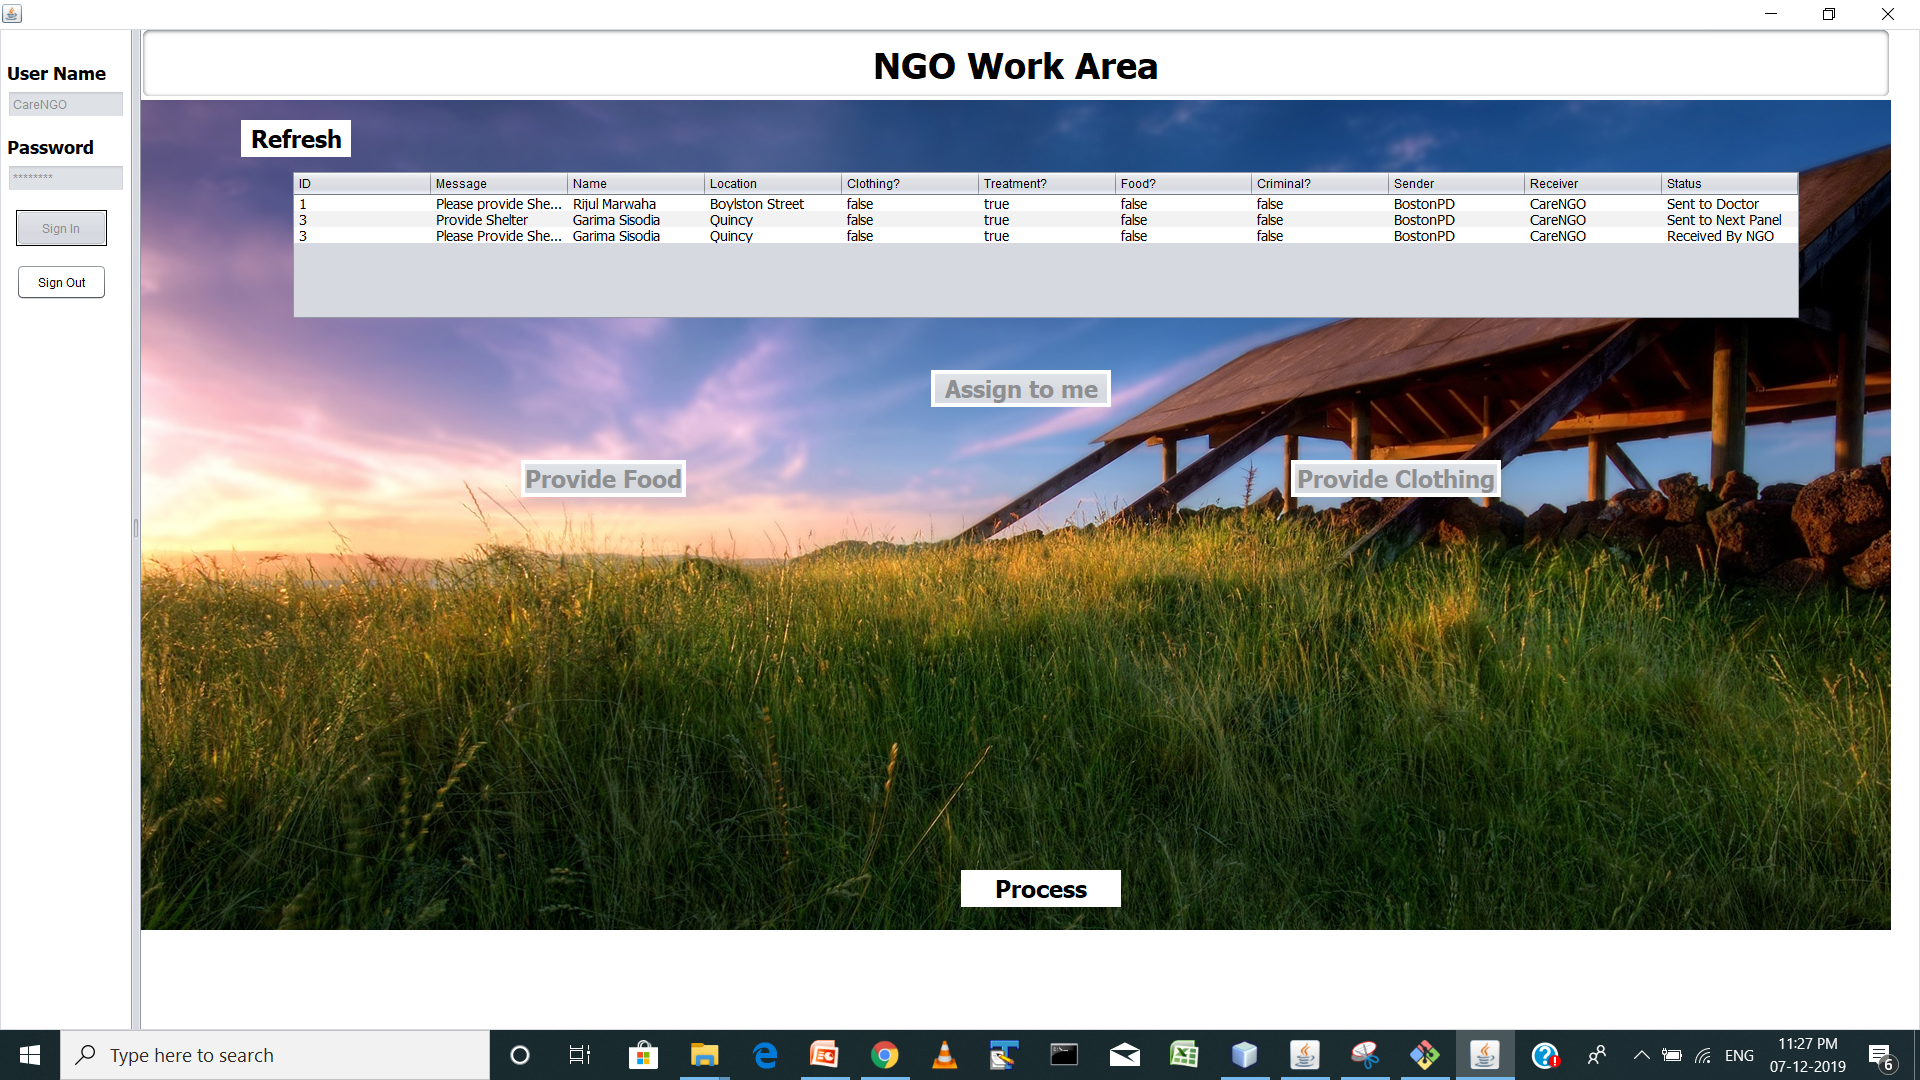 NGO Work Area
User Name
CareNGO
Password
********
Sign In
Sign Out
Refresh
ID Message Name Location Clothing? Treatment? Food? Criminal? Sender Receiver Status
1 Please provide She... Rijul Marwaha Boylston Street false true false false BostonPD CareNGO Sent to Doctor
3 Provide Shelter Garima Sisodia Quincy false true false false BostonPD CareNGO Sent to Next Panel
3 Please Provide She... Garima Sisodia Quincy false true false false BostonPD CareNGO Received By NGO
Assign to me
Provide Food Provide Clothing
Process
Type here to search
ENG
11:27 PM
07-12-2019
6